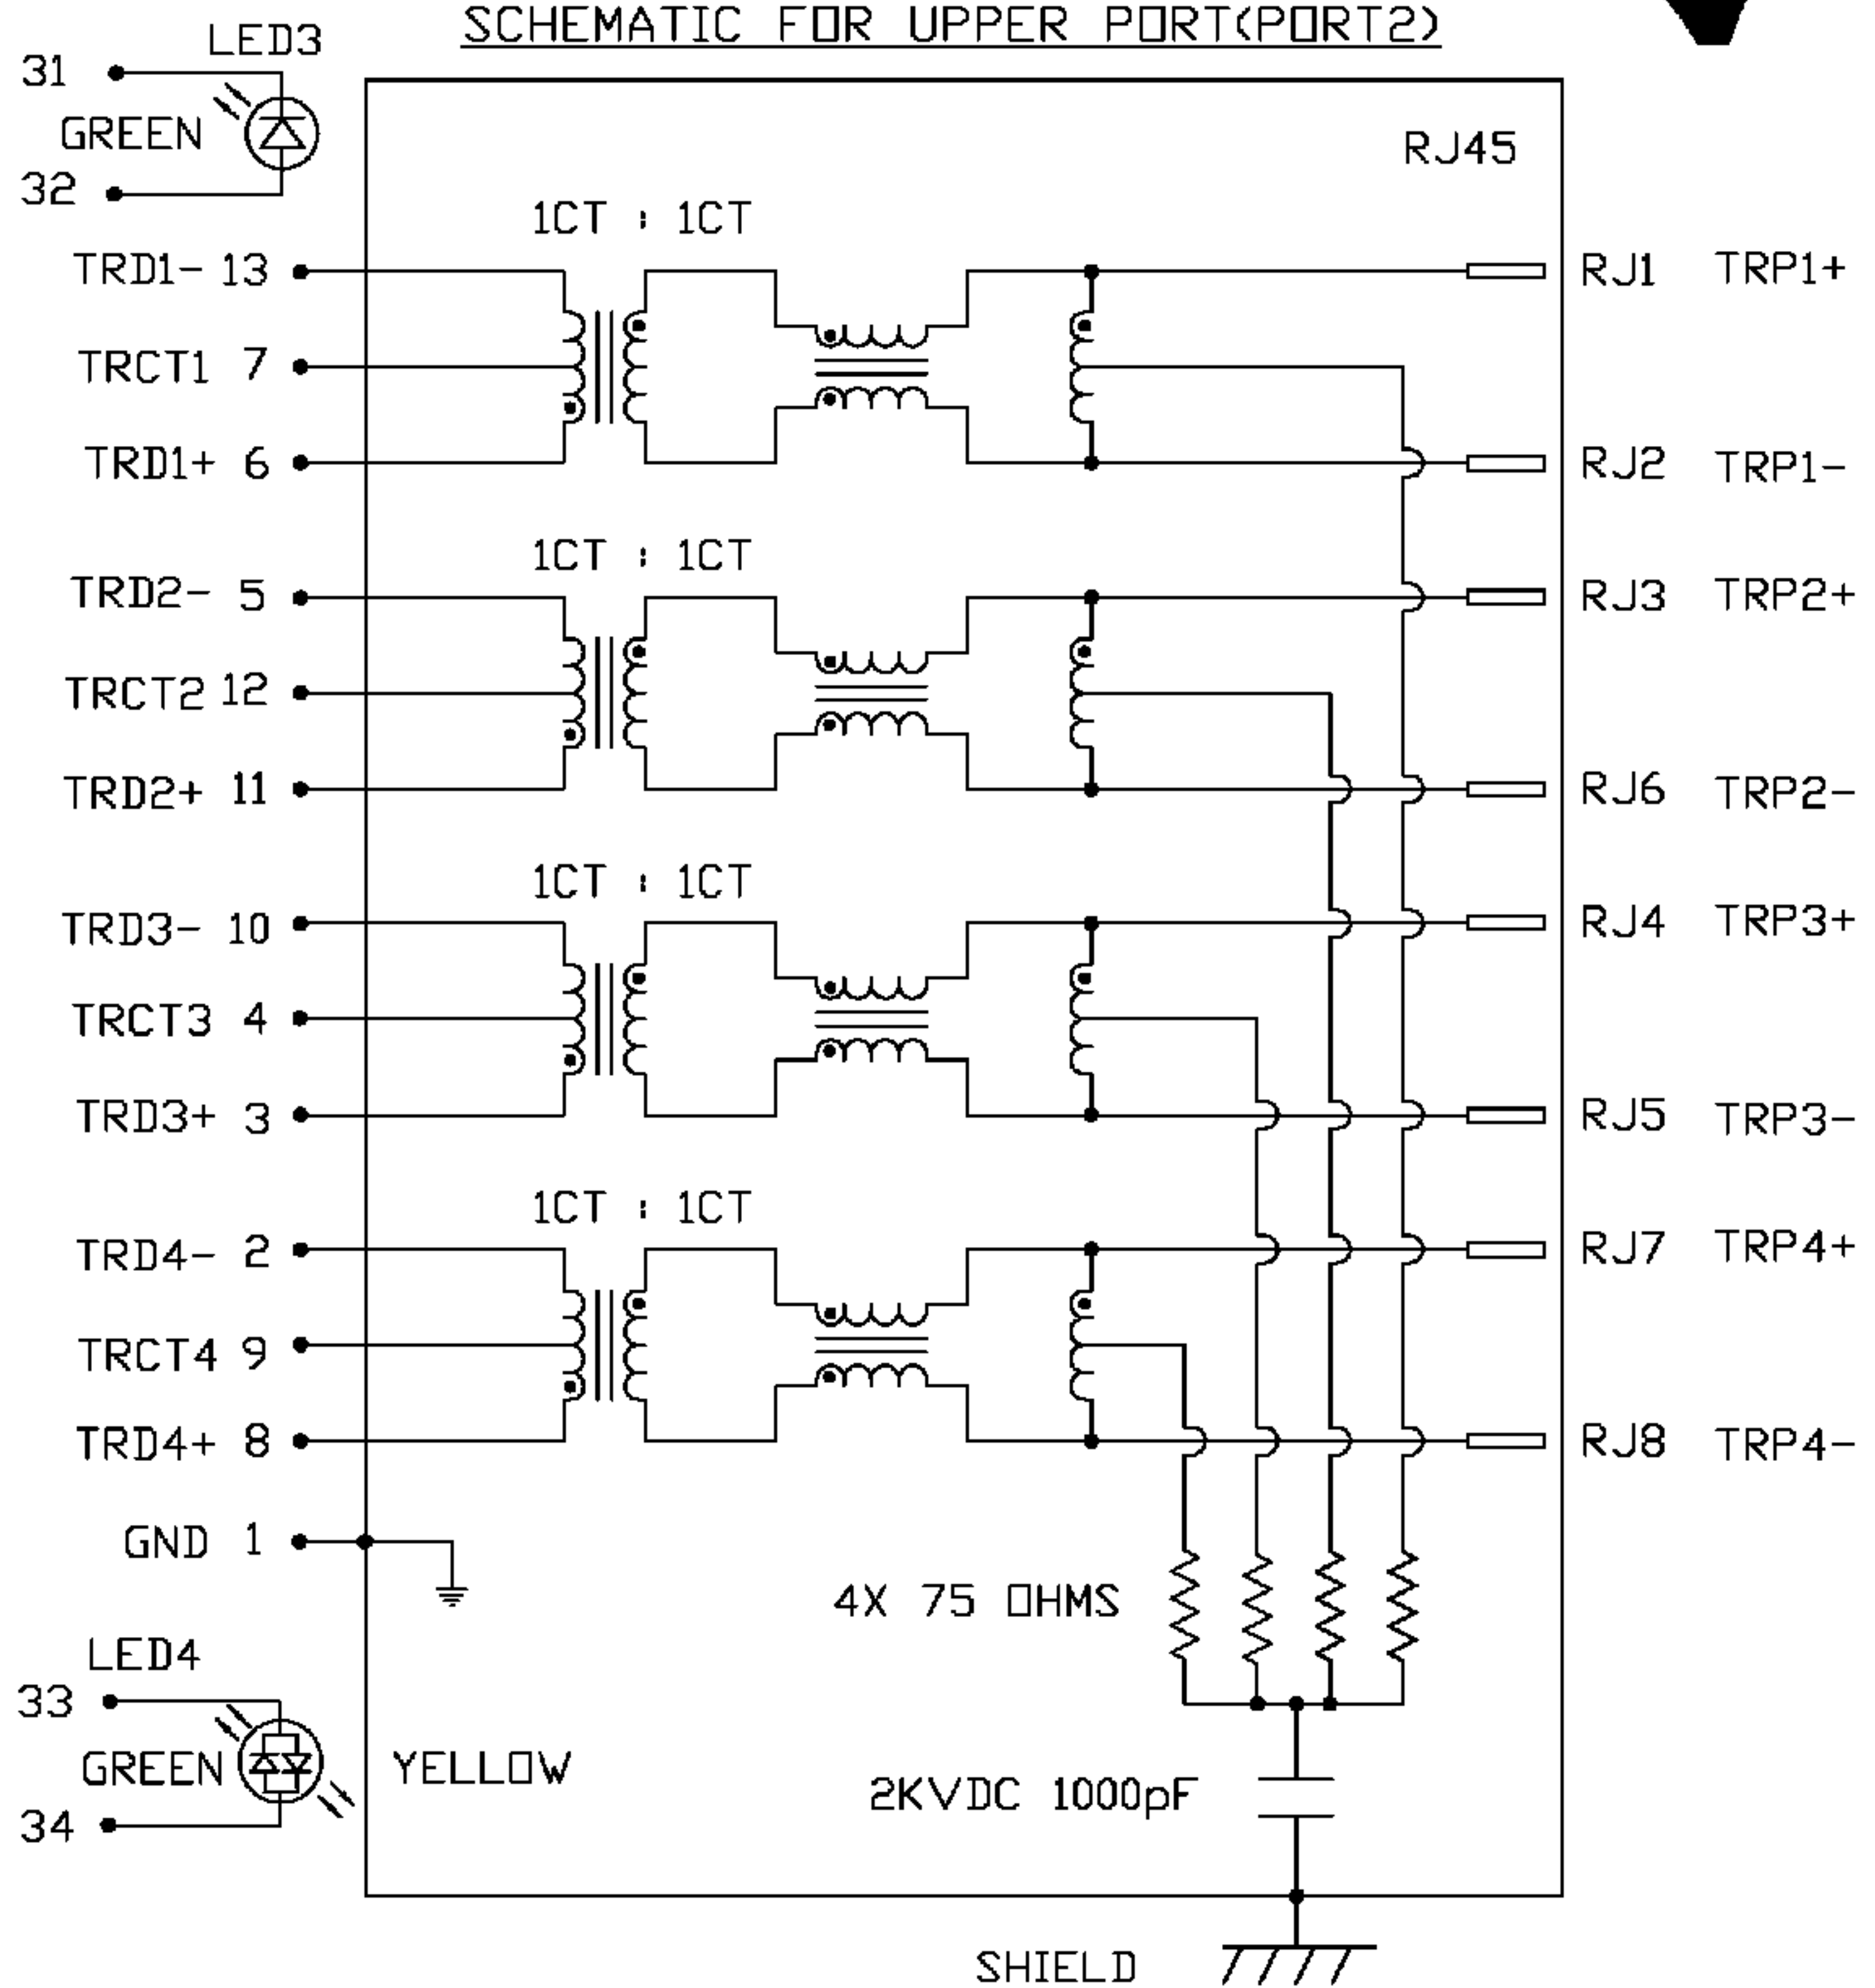 SCHEMATIC FOR UPPER PORT(PORT2)
LED3
31
GREEN
32
RJ45
1CT : 1CT
TRD1- 13
RJ1 TRP1+
TRCT1 7
TRD1+ 6
RJ2 TRP1-
1CT : 1CT
TRD2- 5
RJ3 TRP2+
TRCT2 12
TRD2+ 11
RJ6 TRP2-
1CT : 1CT
TRD3- 10
RJ4 TRP3+
TRCT3 4
TRD3+ 3
RJ5 TRP3-
1CT : 1CT
TRD4- 2
RJ7 TRP4+
TRCT4 9
TRD4+ 8
RJ8 TRP4-
GND 1
4X 75 OHMS
LED4
33
GREEN
YELLOW
34
2KVDC 1000pF
SHIELD